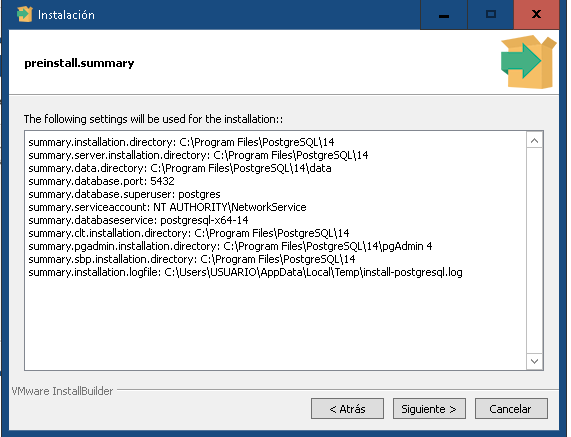 Instalación
preinstall.summary
The following settings will be used for the installation::
summary.installation.directory: C:\Program Files\PostgreSQL\14
summary.server.installation.directory: C:\Program Files\PostgreSQL\14
summary.data.directory: C:\Program Files\PostgreSQL\14\data
summary.database.port: 5432
summary.database.superuser: postgres
summary.serviceaccount: NT AUTHORITY\NetworkService
summary.databaseservice: postgresql-x64-14
summary.clt.installation.directory: C:\Program Files\PostgreSQL\14
summary.pgadmin.installation.directory: C:\Program Files\PostgreSQL\14\pgAdmin 4
summary.sbp.installation.directory: C:\Program Files\PostgreSQL\14
summary.installation.logfile: C:\Users\USUARIO\AppData\Local\Temp\install-postgresql.log
VMware InstallBuilder
< Atrás
Siguiente >
Cancelar